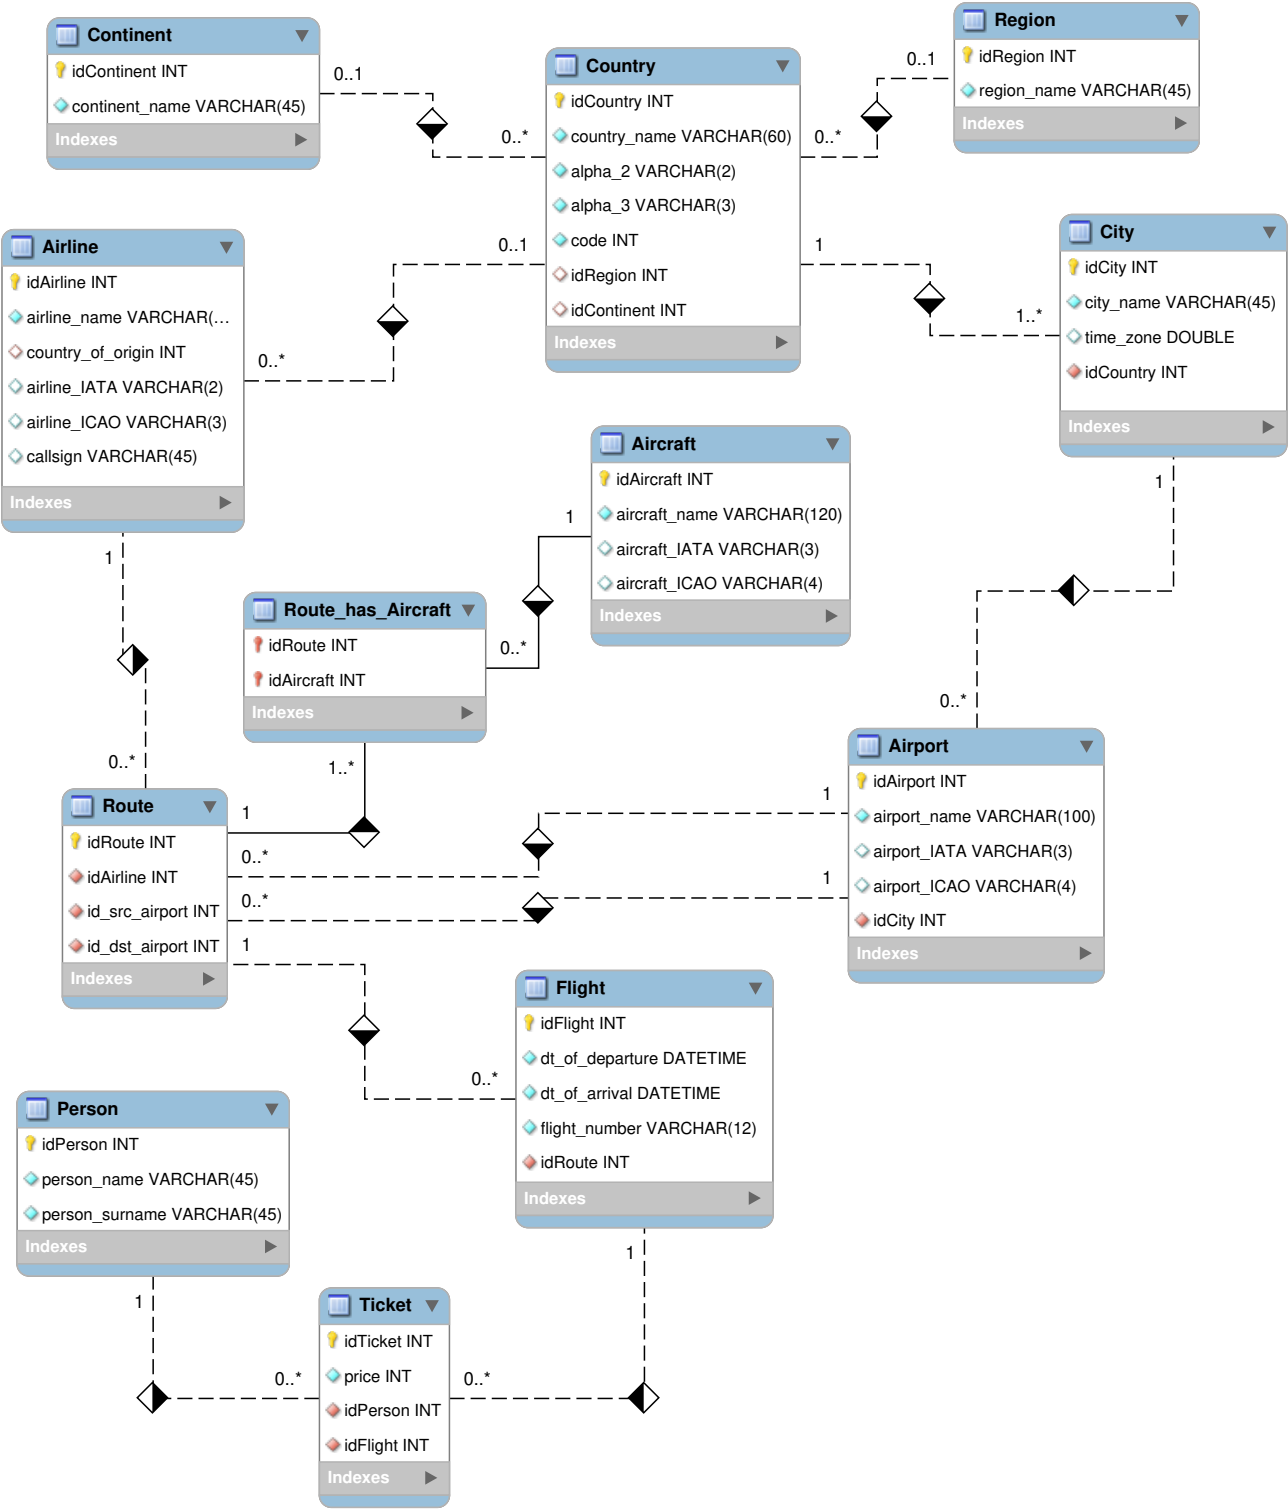 Continent
idContinent INT
continent_name VARCHAR(45)
Indexes
0..1
0..*
Country
idCountry INT
country_name VARCHAR(60)
alpha_2 VARCHAR(2)
alpha_3 VARCHAR(3)
code INT
idRegion INT
idContinent INT
Indexes
0..1
0..*
Region
idRegion INT
region_name VARCHAR(45)
Indexes
Airline
idAirline INT
airline_name VARCHAR(...
country_of_origin INT
airline_IATA VARCHAR(2)
airline_ICAO VARCHAR(3)
callsign VARCHAR(45)
Indexes
0..1
0..*
1
1..*
City
idCity INT
city_name VARCHAR(45)
time_zone DOUBLE
idCountry INT
Indexes
Aircraft
idAircraft INT
aircraft_name VARCHAR(120)
aircraft_IATA VARCHAR(3)
aircraft_ICAO VARCHAR(4)
Indexes
1
0..*
Route_has_Aircraft
idRoute INT
idAircraft INT
Indexes
1
0..*
1..*
1
1
0..*
Route
idRoute INT
idAirline INT
id_src_airport INT
id_dst_airport INT
Indexes
0..*
1
0..*
1
Airport
idAirport INT
airport_name VARCHAR(100)
airport_IATA VARCHAR(3)
airport_ICAO VARCHAR(4)
idCity INT
Indexes
1
0..*
Flight
idFlight INT
dt_of_departure DATETIME
dt_of_arrival DATETIME
flight_number VARCHAR(12)
idRoute INT
Indexes
Person
idPerson INT
person_name VARCHAR(45)
person_surname VARCHAR(45)
Indexes
1
0..*
1
0..*
Ticket
idTicket INT
price INT
idPerson INT
idFlight INT
Indexes